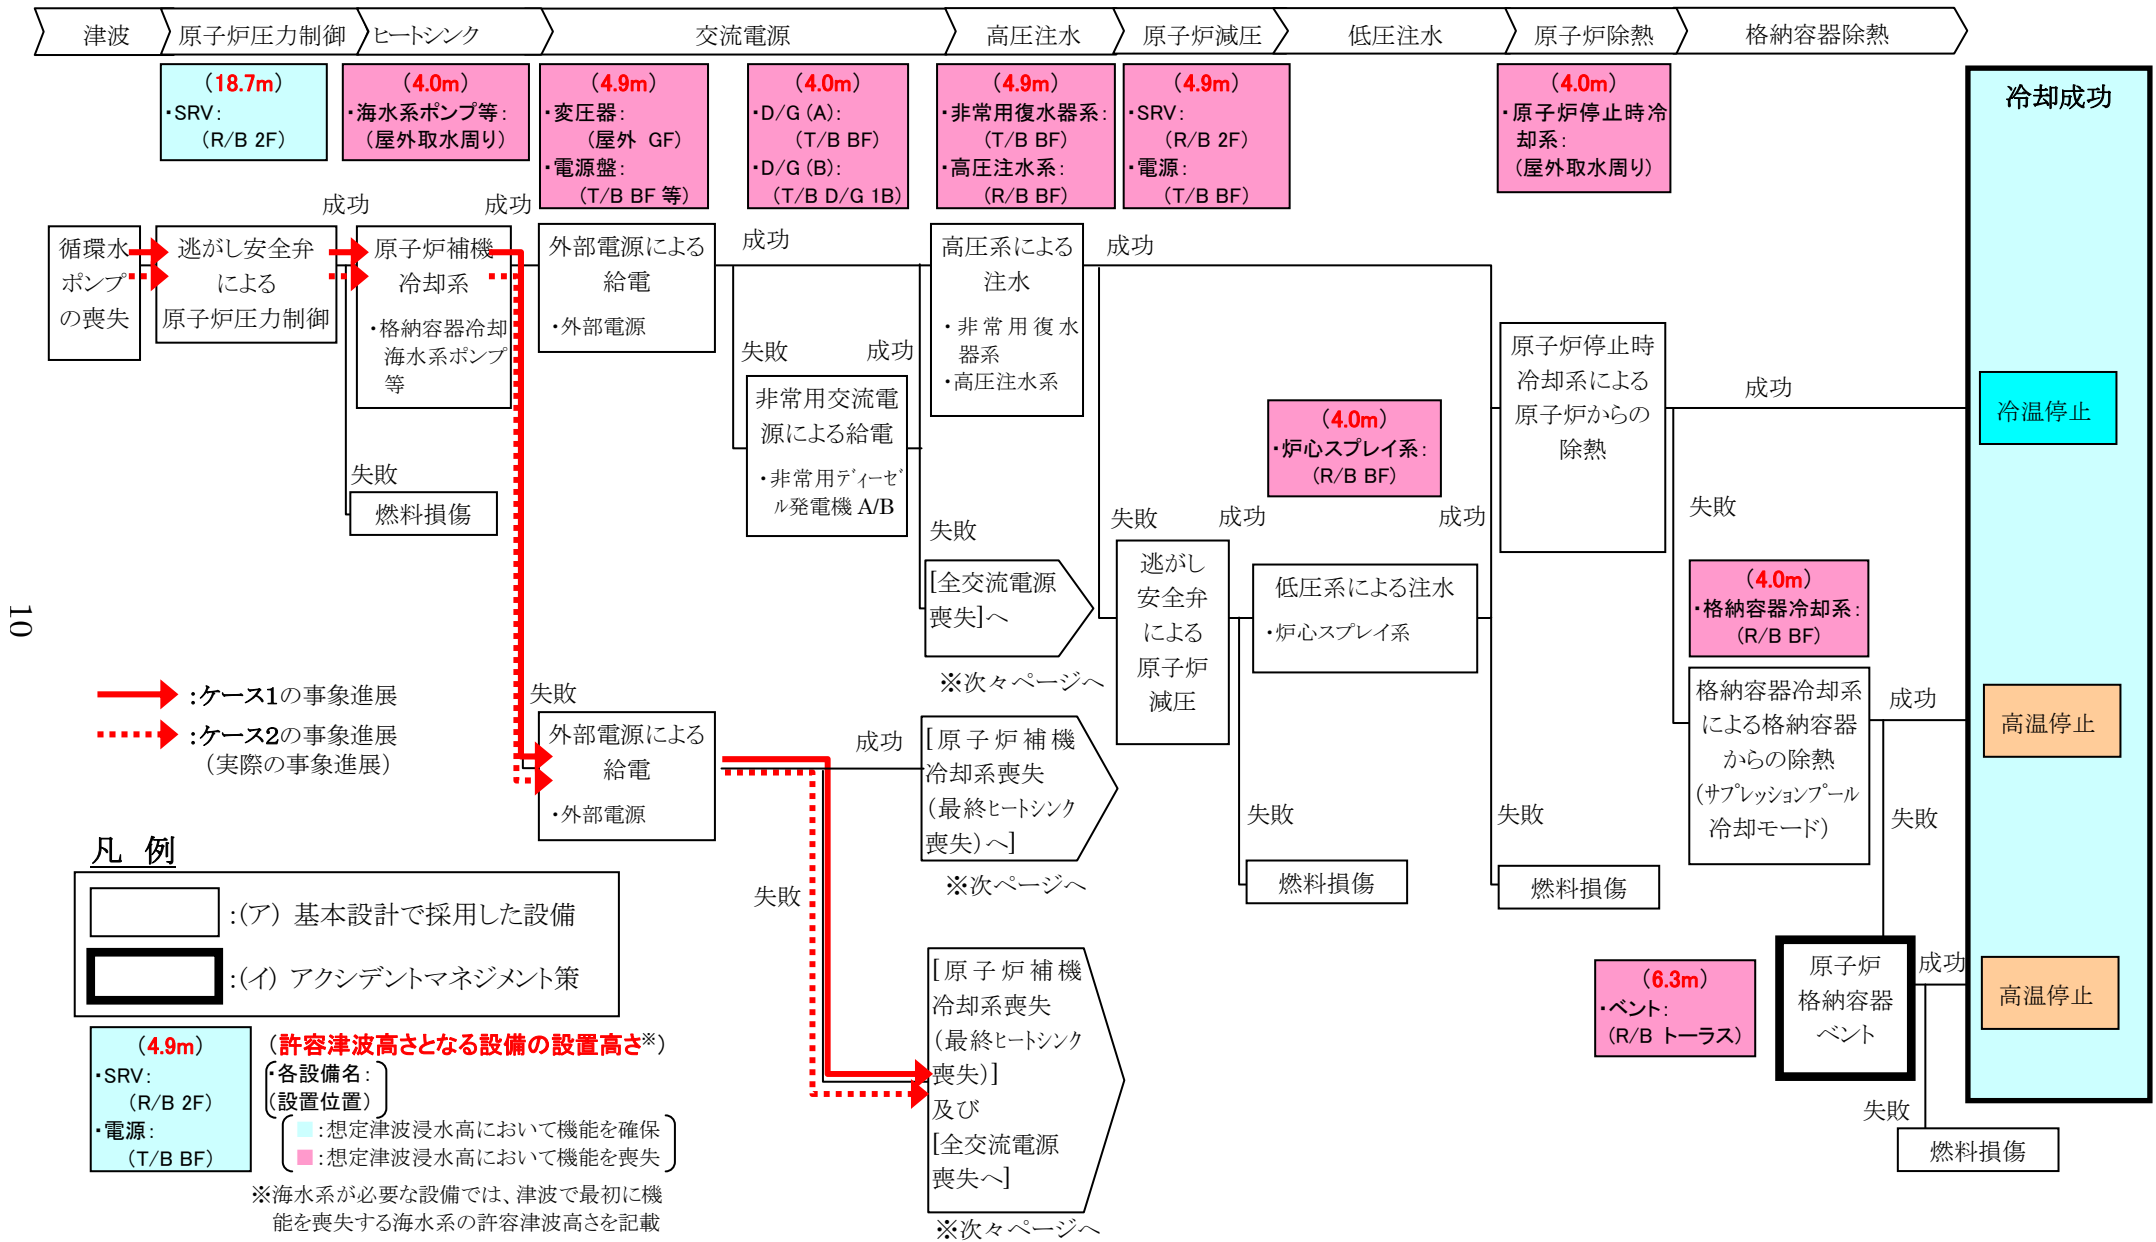 津波
原子炉圧力制御
ヒートシンク
交流電源
高圧注水
原子炉減圧
低圧注水
原子炉除熱
格納容器除熱
(18.7m)
・SRV:
(R/B 2F)
(4.0m)
・海水系ポンプ等:
(屋外取水周り)
(4.9m)
・変圧器:
(屋外 GF)
・電源盤:
(T/B BF 等)
(4.0m)
・D/G (A):
(T/B BF)
・D/G (B):
(T/B D/G 1B)
(4.9m)
・非常用復水器系:
(T/B BF)
・高圧注水系:
(R/B BF)
(4.9m)
・SRV:
(R/B 2F)
・電源:
(T/B BF)
(4.0m)
・原子炉停止時冷
却系:
(屋外取水周り)
冷却成功
循環水
ポンプ
の喪失
逃がし安全弁
による
原子炉圧力制御
成功
失敗
燃料損傷
原子炉補機
冷却系
・格納容器冷却
海水系ポンプ
等
成功
失敗
外部電源による
給電
・外部電源
成功
失敗
非常用交流電
源による給電
・非常用ディーゼ
ル発電機 A/B
成功
失敗
[全交流電源
喪失]へ
※次々ページへ
高圧系による
注水
・非常用復水
器系
・高圧注水系
成功
失敗
逃がし
安全弁
による
原子炉
減圧
成功
失敗
燃料損傷
(4.0m)
・炉心スプレイ系:
(R/B BF)
低圧系による注水
・炉心スプレイ系
成功
失敗
燃料損傷
原子炉停止時
冷却系による
原子炉からの
除熱
成功
失敗
冷温停止
(4.0m)
・格納容器冷却系:
(R/B BF)
格納容器冷却系
による格納容器
からの除熱
(サプレッションプール
冷却モード)
成功
失敗
高温停止
(6.3m)
・ベント:
(R/B トーラス)
原子炉
格納容器
ベント
成功
失敗
高温停止
燃料損傷
外部電源による
給電
・外部電源
成功
失敗
[原子炉補機
冷却系喪失
(最終ヒートシンク
喪失)へ]
※次ページへ
[原子炉補機
冷却系喪失
(最終ヒートシンク
喪失)]
及び
[全交流電源
喪失へ]
※次々ページへ
:ケース1の事象進展
:ケース2の事象進展
(実際の事象進展)
凡 例
:(ア) 基本設計で採用した設備
:(イ) アクシデントマネジメント策
(4.9m)
・SRV:
(R/B 2F)
・電源:
(T/B BF)
(許容津波高さとなる設備の設置高さ※)
・各設備名:
(設置位置)
:想定津波浸水高において機能を確保
:想定津波浸水高において機能を喪失
※海水系が必要な設備では、津波で最初に機
能を喪失する海水系の許容津波高さを記載
10